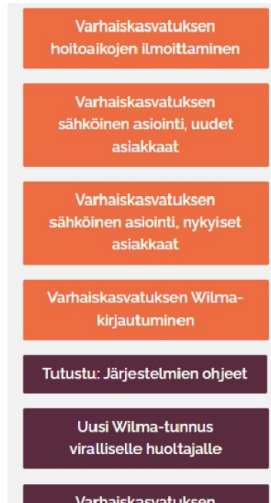 Varhaiskasvatuksen
hoitoaikojen ilmoittaminen
Varhaiskasvatuksen
sähköinen asiointi, uudet
asiakkaat
Varhaiskasvatuksen
sähköinen asiointi, nykyiset
asiakkaat
Varhaiskasvatuksen Wilma-
kirjautuminen
Tutustu: Järjestelmien ohjeet
Uusi Wilma-tunnus
viralliselle huoltajalle
Varhaiskasvatuksen